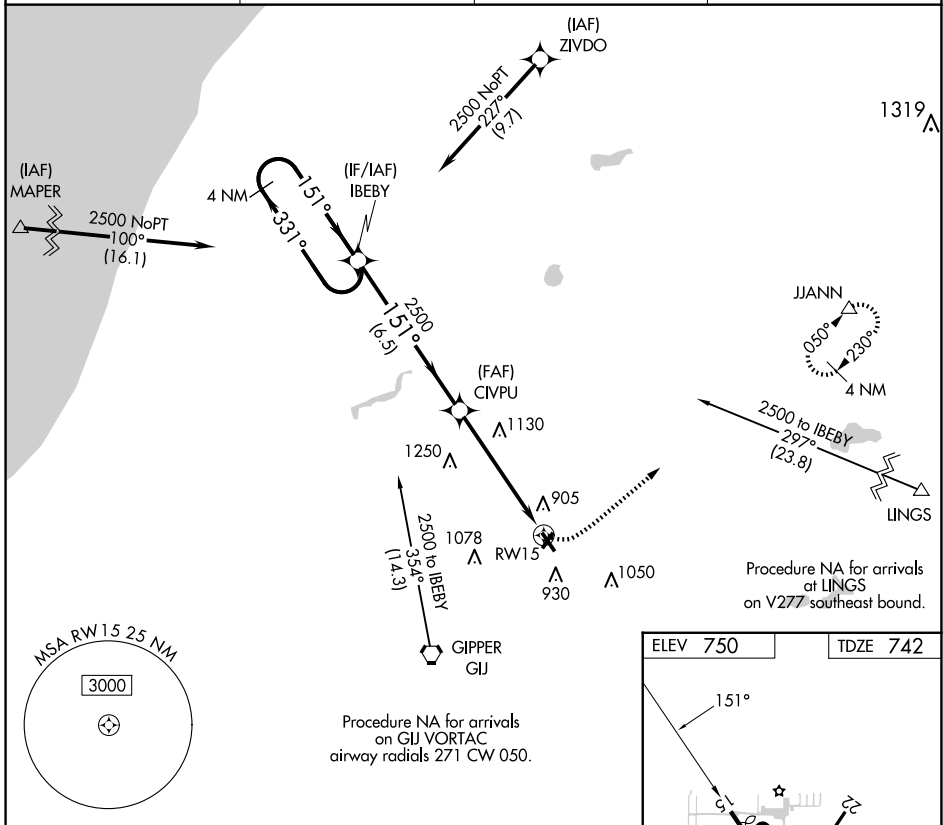 (IAF)
ZIVDO
2500 NoPT
227°
(9.7)
1319
(IAF)
MAPER
2500 NoPT
100°
(16.1)
4 NM
151°
331°
(IF/IAF)
IBEBY
2500
151°
(6.5)
JJANN
050°
230°
4 NM
(FAF)
CIVPU
1130
1250
2500 to IBEBY
297°
(23.8)
LINGS
905
1078
RW15
930
1050
2500 to IBEBY
354°
(14.3)
GIPPER
GIJ
Procedure NA for arrivals
at LINGS
on V277 southeast bound.
MSA RW15 25 NM
3000
Procedure NA for arrivals
on GIJ VORTAC
airway radials 271 CW 050.
ELEV 750
TDZE 742
151°
15
22